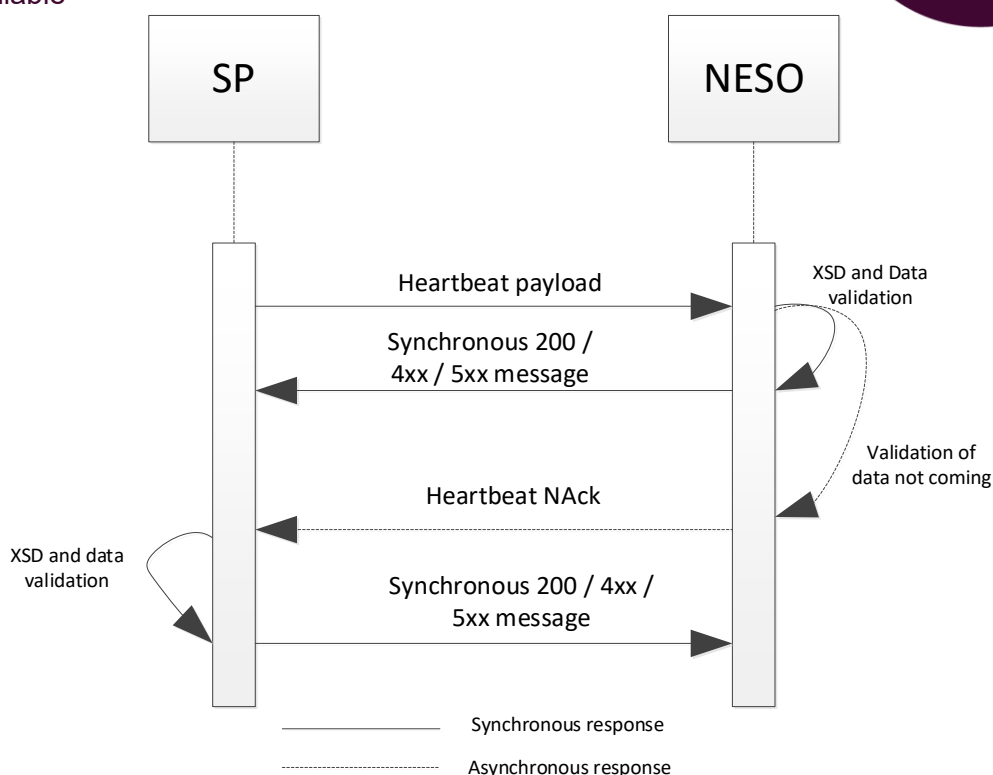 SP
NESO
Heartbeat payload
XSD and Data
validation
Synchronous 200 /
4xx / 5xx message
Validation of
data not coming
Heartbeat NAck
XSD and data
validation
Synchronous 200 / 4xx /
5xx message
Synchronous response
Asynchronous response